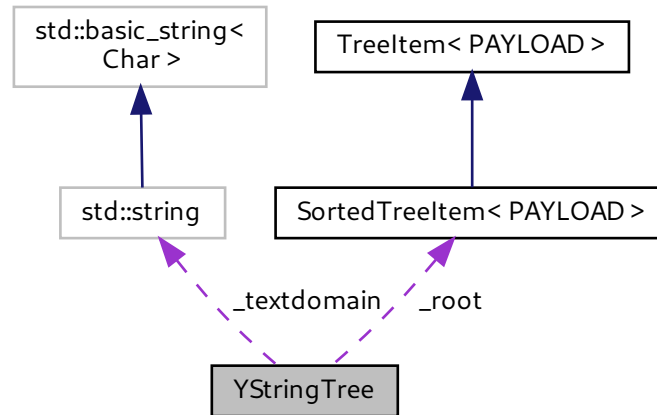 std::basic_string<
Char >
TreeItem< PAYLOAD >
std::string
SortedTreeItem< PAYLOAD >
_textdomain
_root
YStringTree